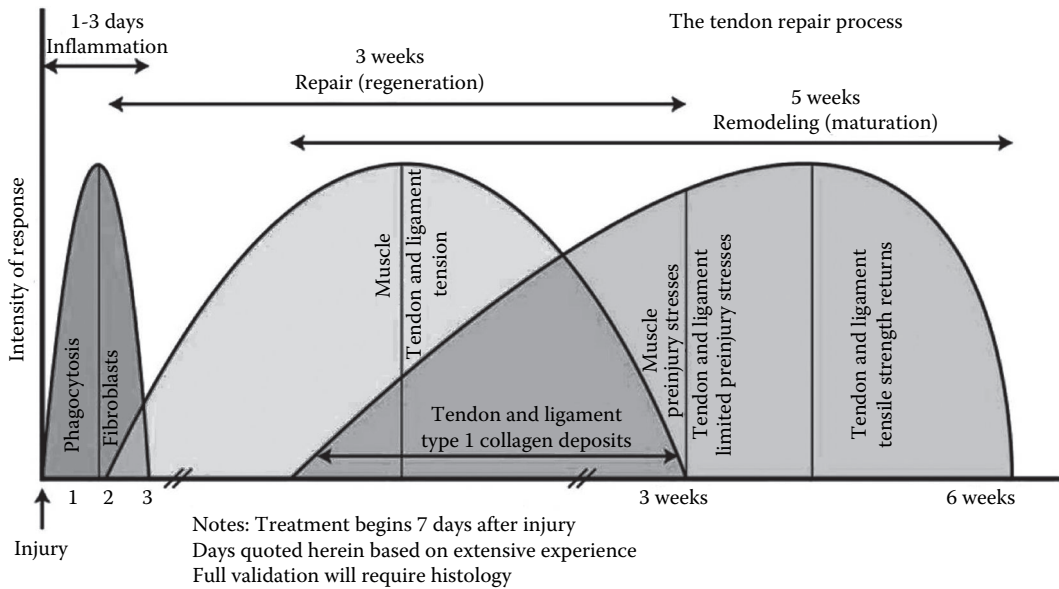 The tendon repair process
1-3 days
Inflammation
3 weeks
Repair (regeneration)
5 weeks
Remodeling (maturation)
Intensity of response
Phagocytosis
Fibroblasts
Muscle
Tendon and ligament
tension
Tendon and ligament
type 1 collagen deposits
Muscle
preinjury stresses
Tendon and ligament
limited preinjury stresses
Tendon and ligament
tensile strength returns
1 2 3 3 weeks 6 weeks
Injury
Notes: Treatment begins 7 days after injury
Days quoted herein based on extensive experience
Full validation will require histology